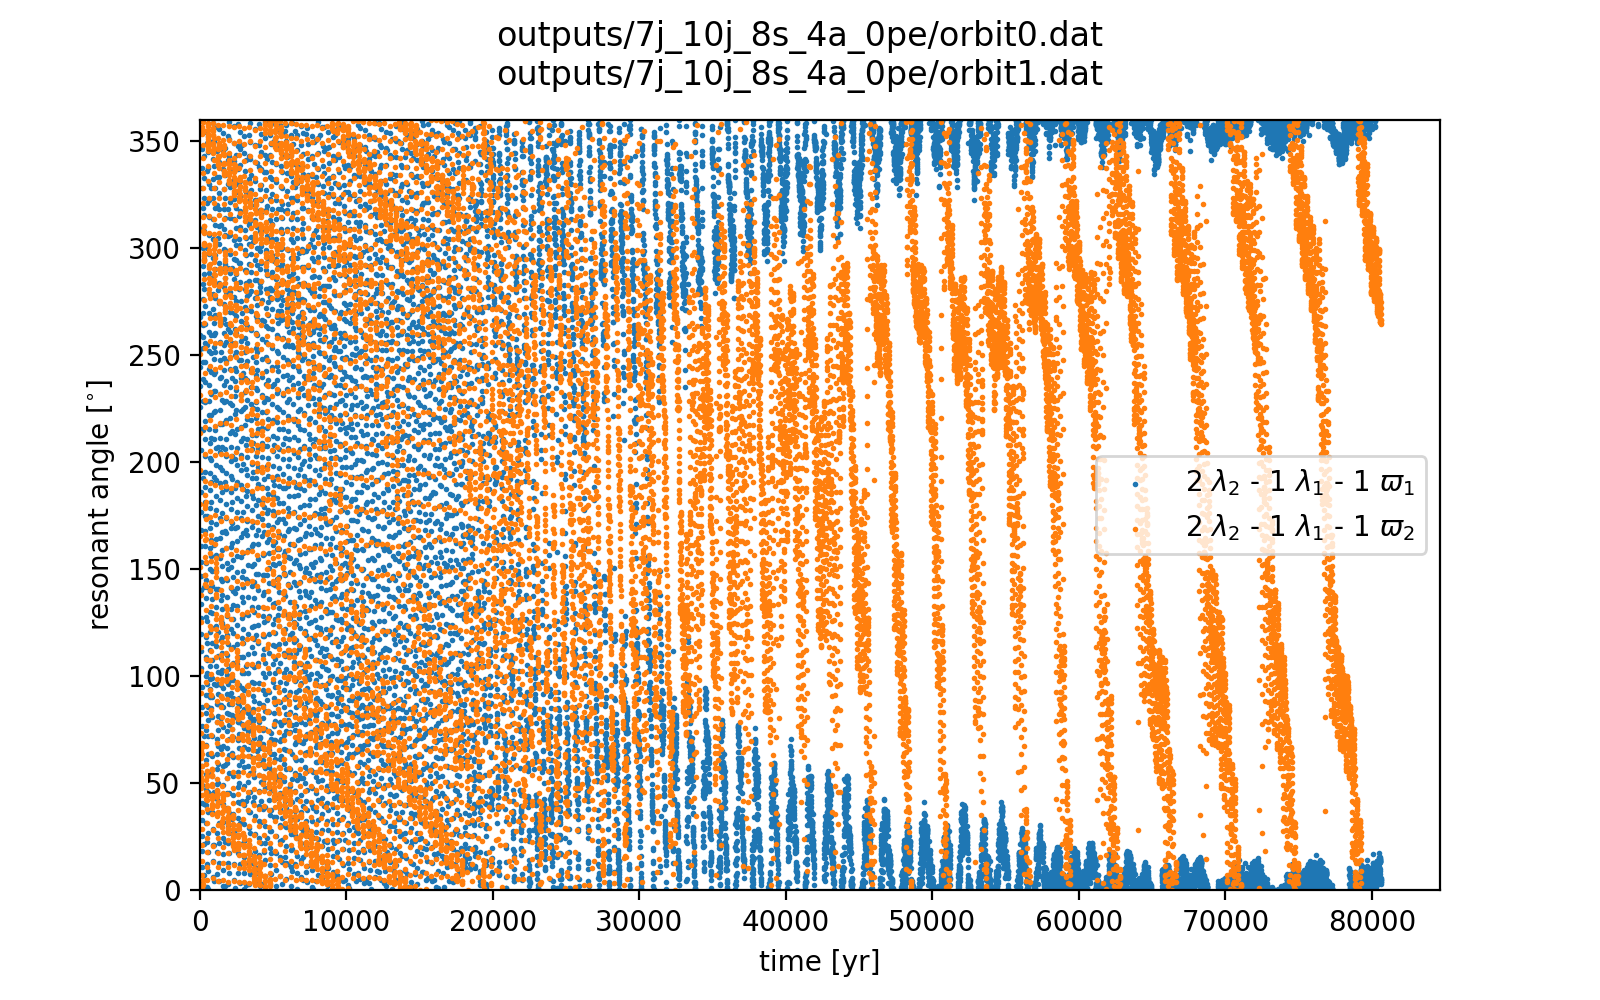 outputs/7j_10j_8s_4a_0pe/orbit0.dat
outputs/7j_10j_8s_4a_0pe/orbit1.dat
350
300
250
200
150
100
50
0
resonant angle [°]
2 λ₂ - 1 λ₁ - 1 ϖ₁
2 λ₂ - 1 λ₁ - 1 ϖ₂
0 10000 20000 30000 40000 50000 60000 70000 80000
time [yr]